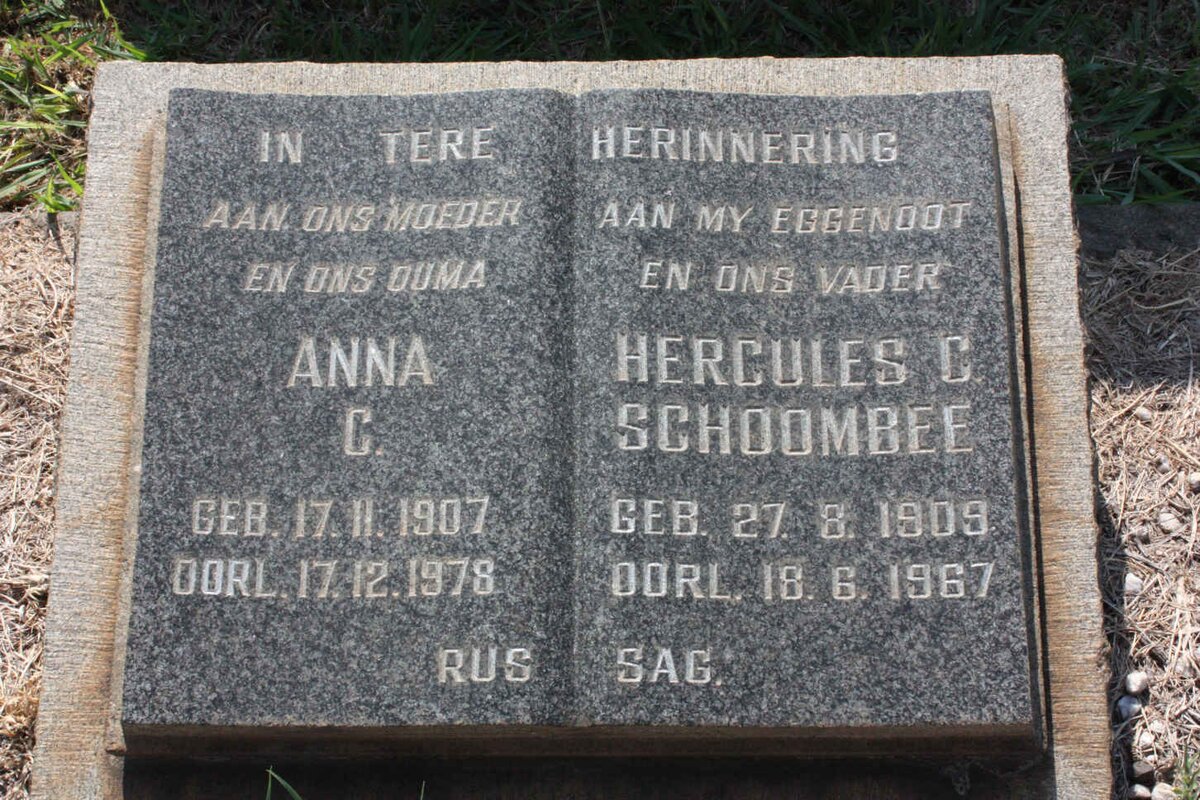 IN TERE HERINNERING
AAN ONS MOEDER
EN ONS OUMA
ANNA
C.
GEB. 17. 11. 1907
OORL. 17. 12. 1978
AAN MY EGGENOOT
EN ONS VADER
HERCULES C.
SCHOOMBEE
GEB. 27. 8. 1909
OORL. 18. 6. 1967
RUS SAG.